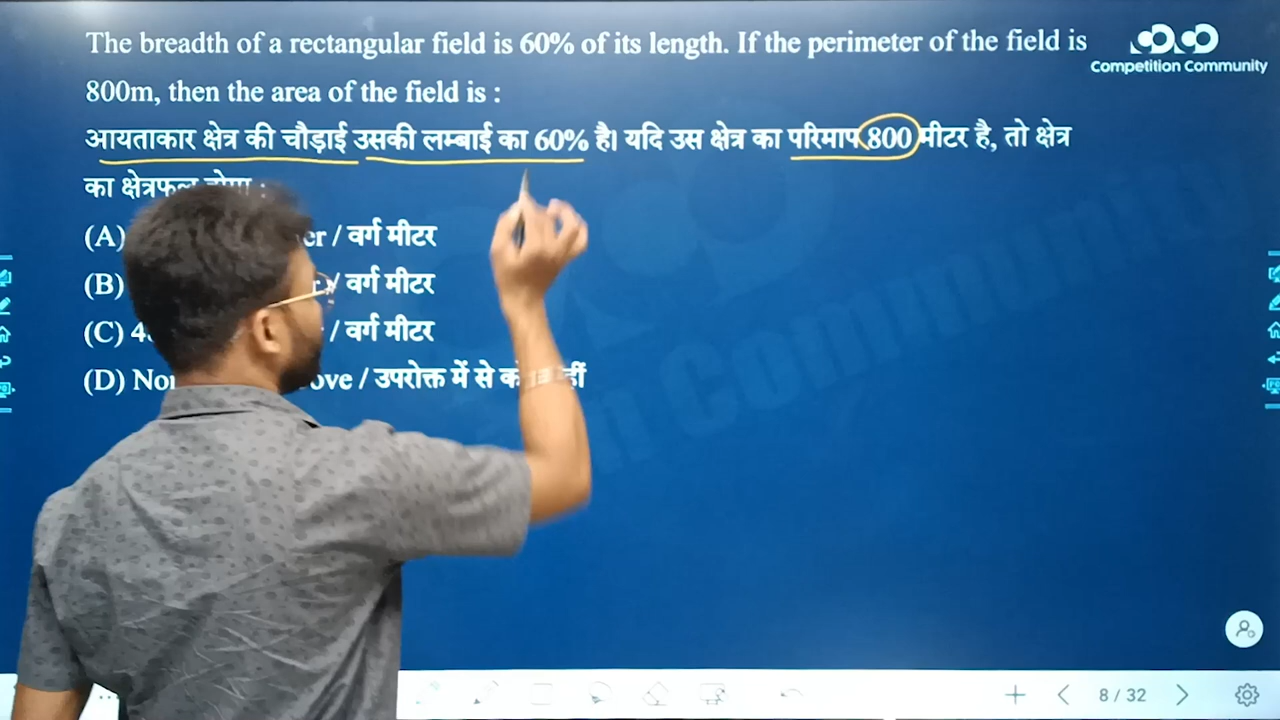 The breadth of a rectangular field is 60% of its length. If the perimeter of the field is
800m, then the area of the field is :
आयताकार क्षेत्र की चौड़ाई उसकी लम्बाई का 60% है। यदि उस क्षेत्र का परिमाप 800 मीटर है, तो क्षेत्र
का क्षेत्रफल
(A) / वर्ग मीटर
(B) / वर्ग मीटर
(C) / वर्ग मीटर
(D) / उपरोक्त में से
Competition Community
Community
8 / 32